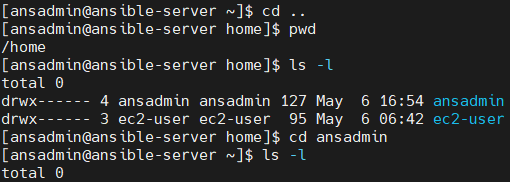 [ansadmin@ansible-server ~]$ cd ..
[ansadmin@ansible-server home]$ pwd
/home
[ansadmin@ansible-server home]$ ls -l
total 0
drwx------ 4 ansadmin ansadmin 127 May  6 16:54 ansadmin
drwx------ 3 ec2-user ec2-user  95 May  6 06:42 ec2-user
[ansadmin@ansible-server home]$ cd ansadmin
[ansadmin@ansible-server ~]$ ls -l
total 0